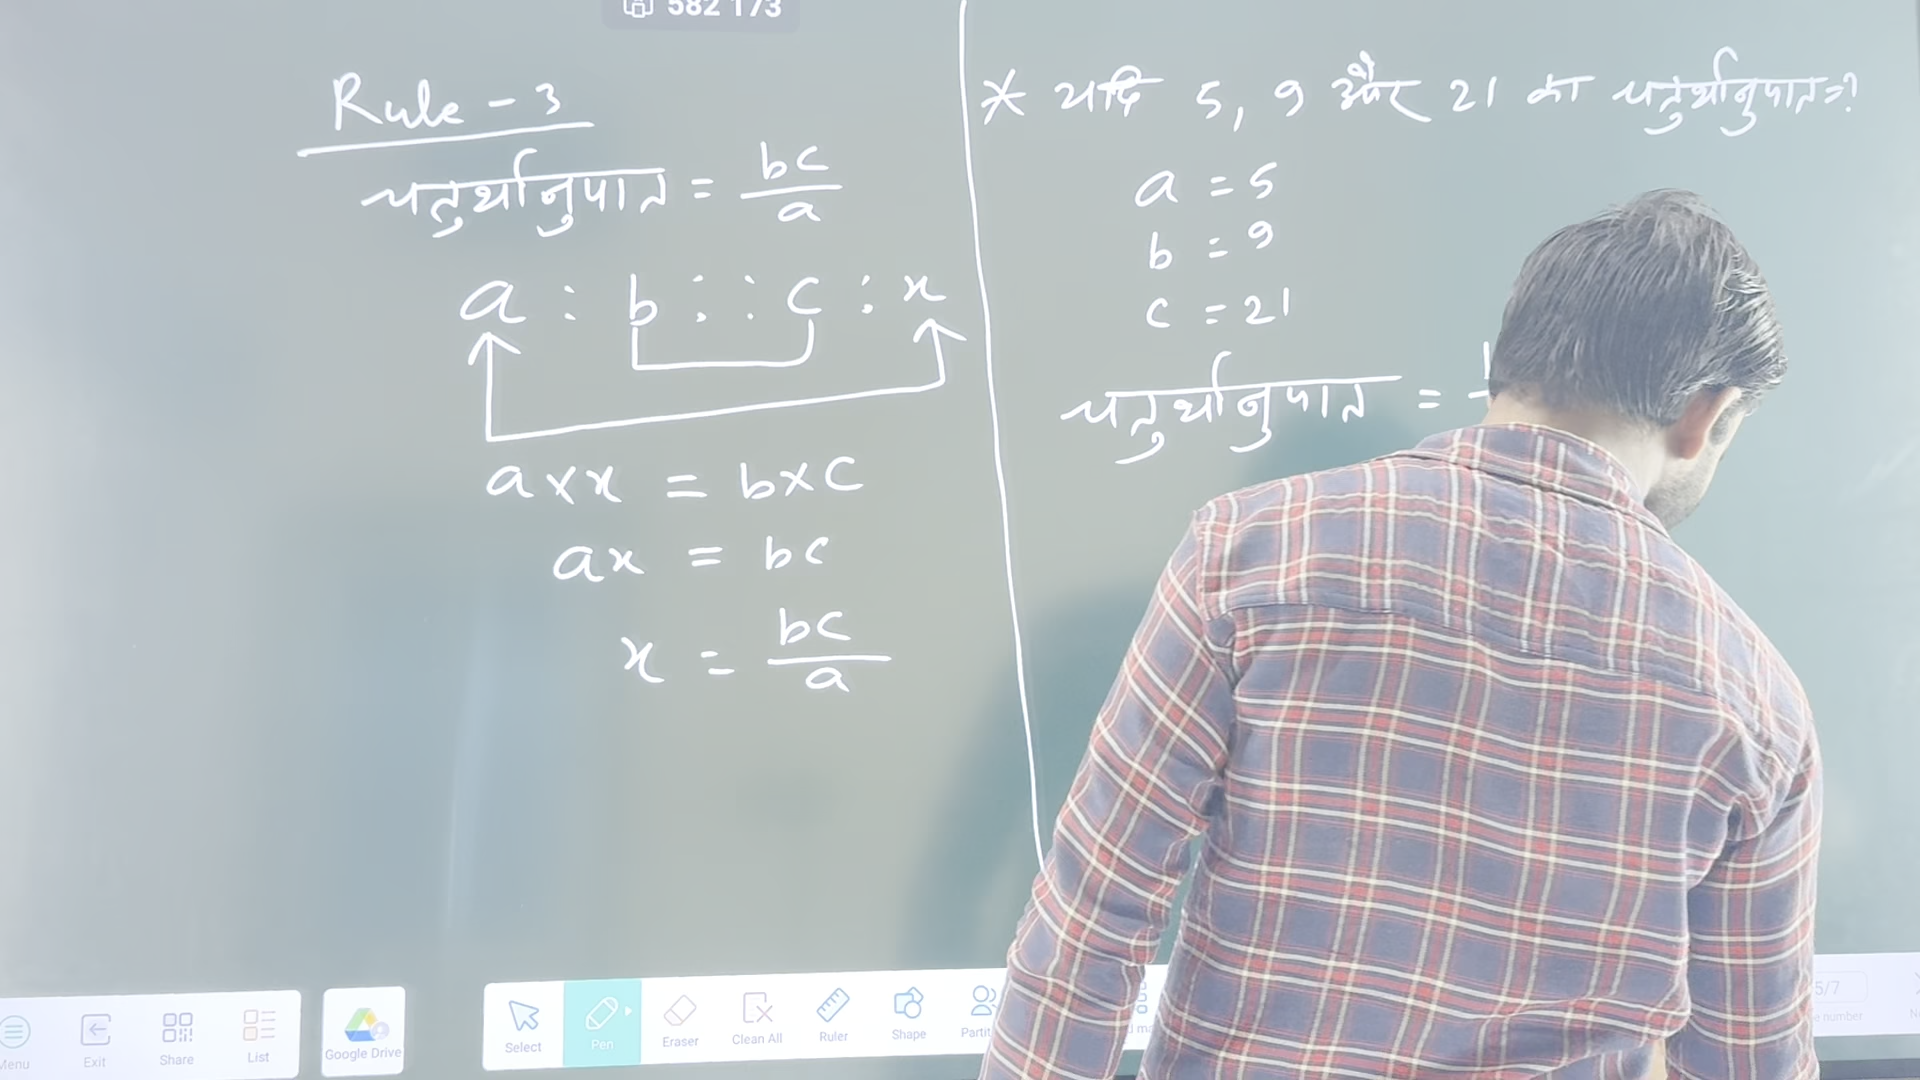 582 173
Rule - 3
चतुर्थानुपात = bc/a
a : b :: c : x
a×x = b×c
ax = bc
x = bc/a
* यदि 5, 9 और 21 का चतुर्थानुपात = ?
a = 5
b = 9
c = 21
चतुर्थानुपात =
Menu
Exit
Share
List
Google Drive
Select
Pen
Eraser
Clean All
Ruler
Shape
5/7
number